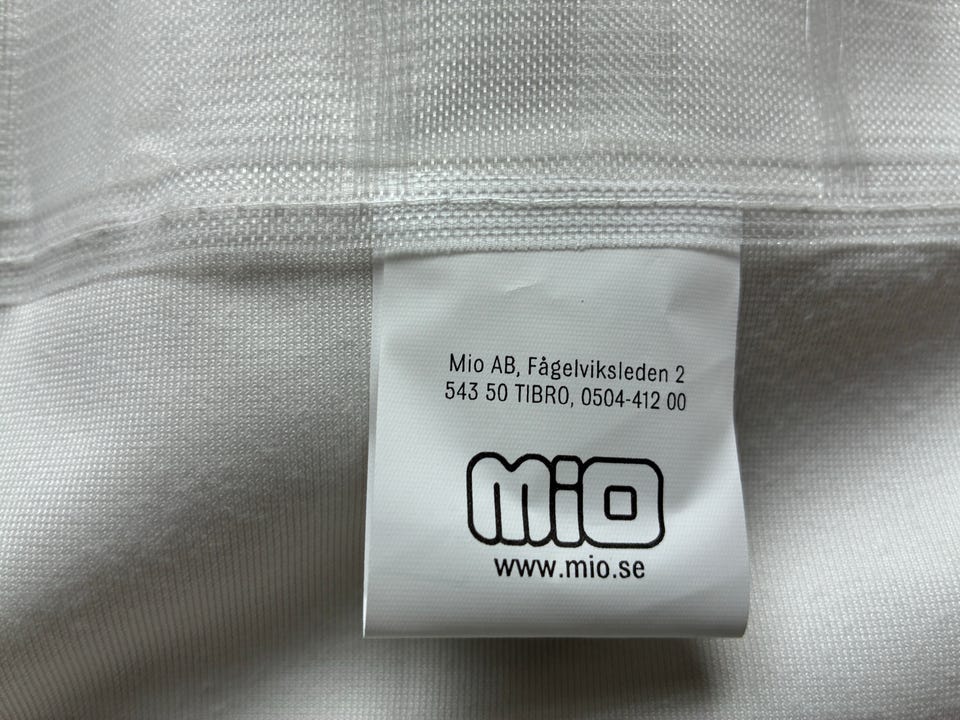 Mio AB, Fågelviksleden 2
543 50 TIBRO, 0504-412 00
MiO
www.mio.se